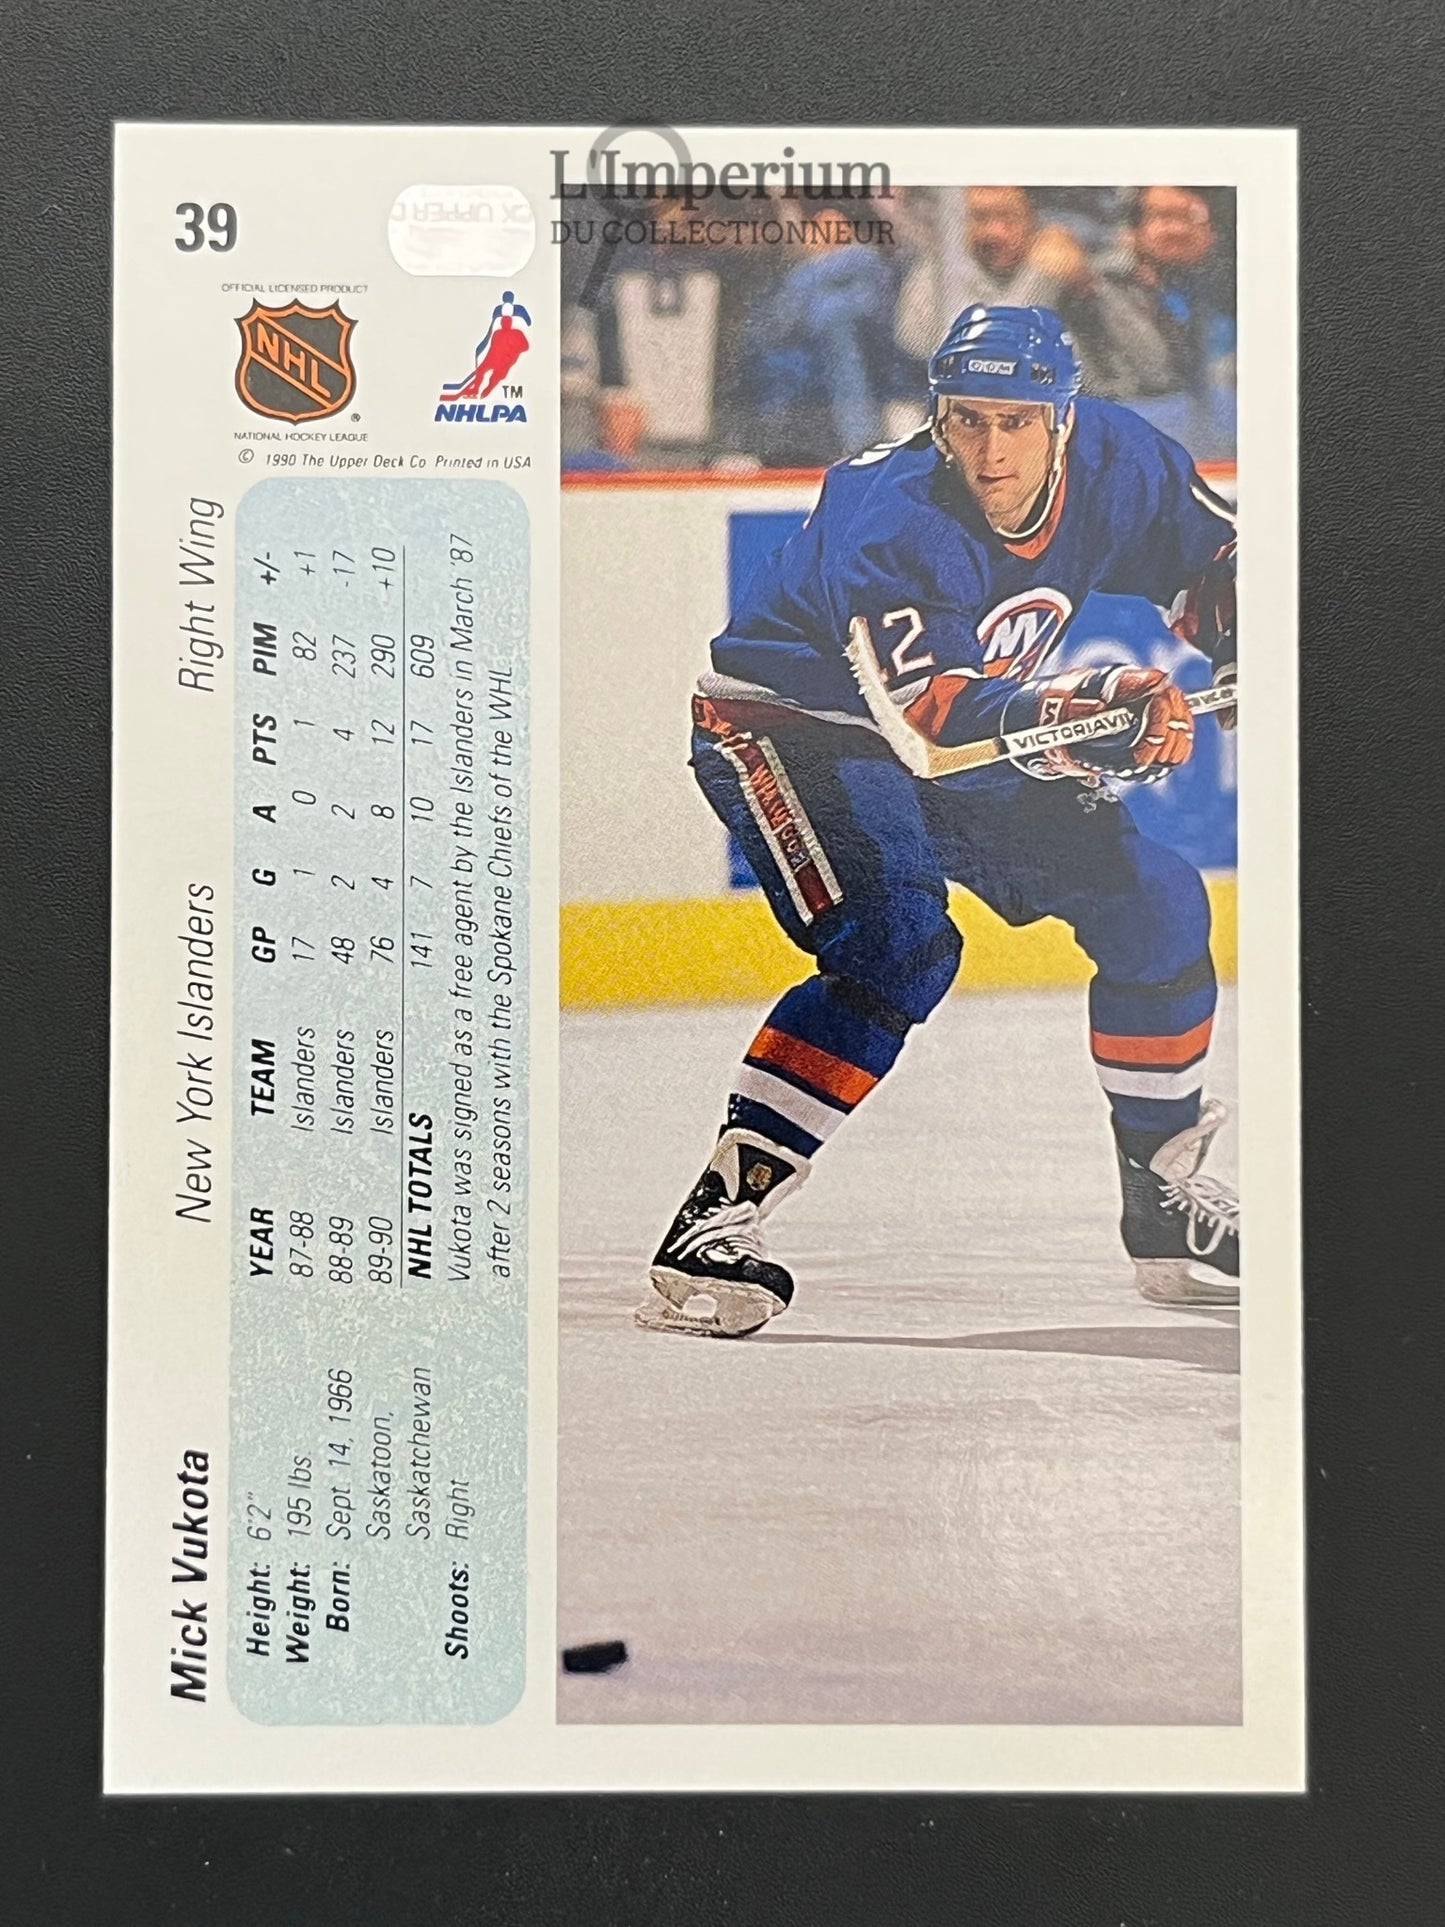 L'Imperium
DU COLLECTIONNEUR
39
OFFICIAL LICENSED PRODUCT
NHL
®
NATIONAL HOCKEY LEAGUE
TM
NHLPA
© 1990 The Upper Deck Co. Printed in USA
Mick Vukota New York Islanders Right Wing
Height: 6'2"
Weight: 195 lbs.
Born: Sept. 14, 1966
Saskatoon,
Saskatchewan
Shoots: Right
YEAR TEAM GP G A PTS PIM +/-
87-88 Islanders 17 1 0 1 82 +1
88-89 Islanders 48 2 2 4 237 -17
89-90 Islanders 76 4 8 12 290 +10
NHL TOTALS 141 7 10 17 609
Vukota was signed as a free agent by the Islanders in March '87
after 2 seasons with the Spokane Chiefs of the WHL.
CCM
12
VICTORIAVIL